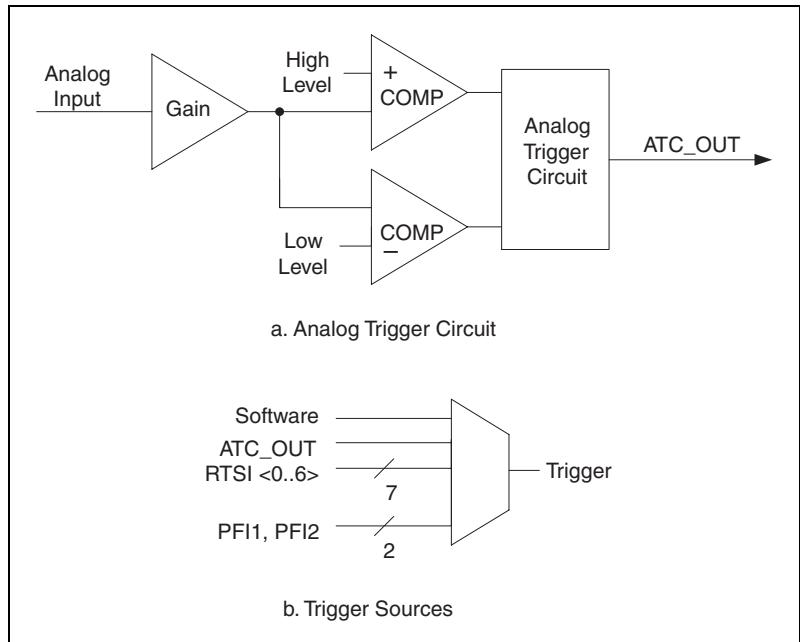 Analog
Input
Gain
High
Level
+
COMP
COMP
−
Low
Level
Analog
Trigger
Circuit
ATC_OUT
a. Analog Trigger Circuit
Software
ATC_OUT
RTSI <0..6>
7
PFI1, PFI2
2
Trigger
b. Trigger Sources